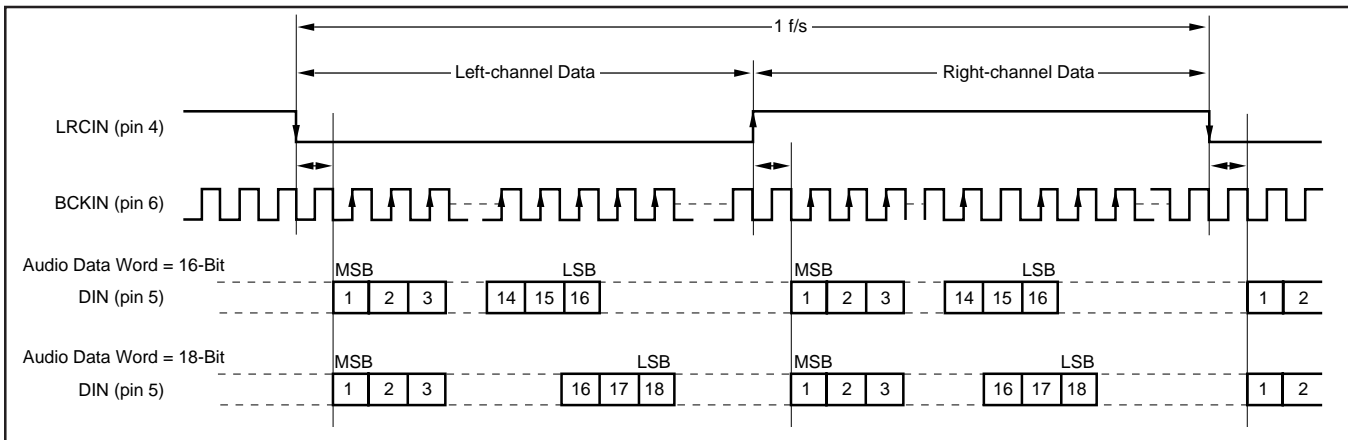 1 f/s
Left-channel Data
Right-channel Data
LRCIN (pin 4)
BCKIN (pin 6)
Audio Data Word = 16-Bit
MSB LSB MSB LSB
DIN (pin 5)
1 2 3 14 15 16 1 2 3 14 15 16 1 2
Audio Data Word = 18-Bit
MSB LSB MSB LSB
DIN (pin 5)
1 2 3 16 17 18 1 2 3 16 17 18 1 2